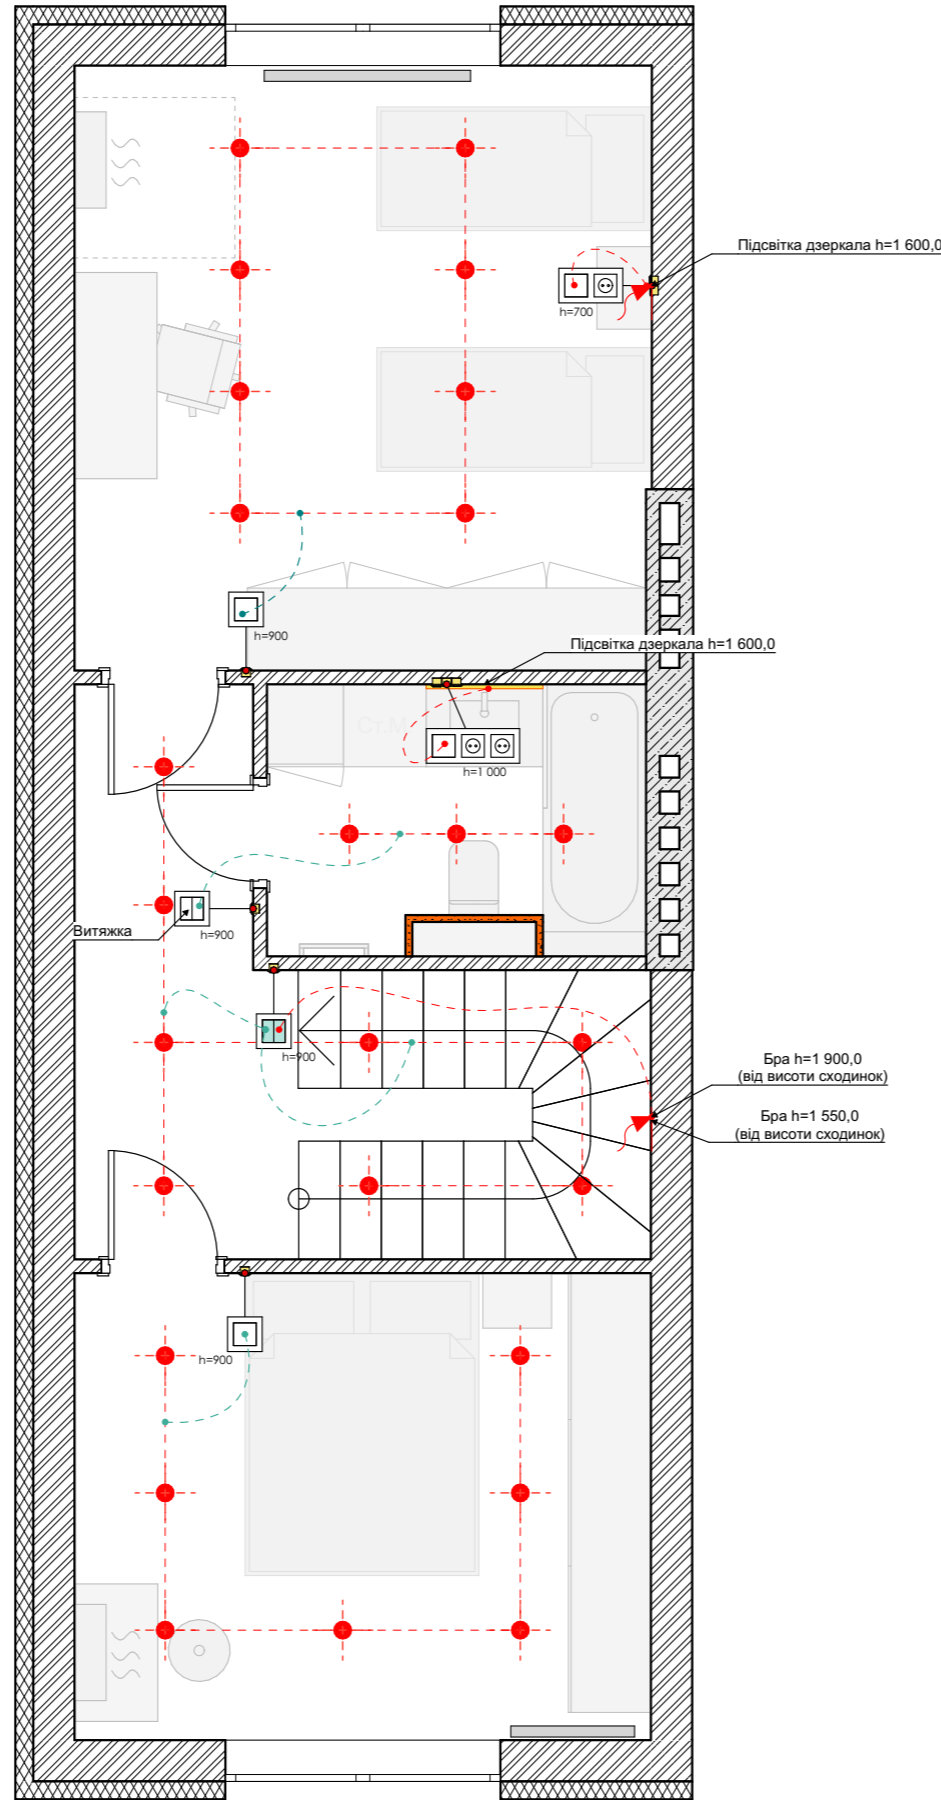 Підсвітка дзеркала h=1 600,0
h=700
h=900
Підсвітка дзеркала h=1 600,0
Ст.М
h=1 000
Витяжка
h=900
h=900
Бра h=1 900,0
(від висоти сходинок)
Бра h=1 550,0
(від висоти сходинок)
h=900